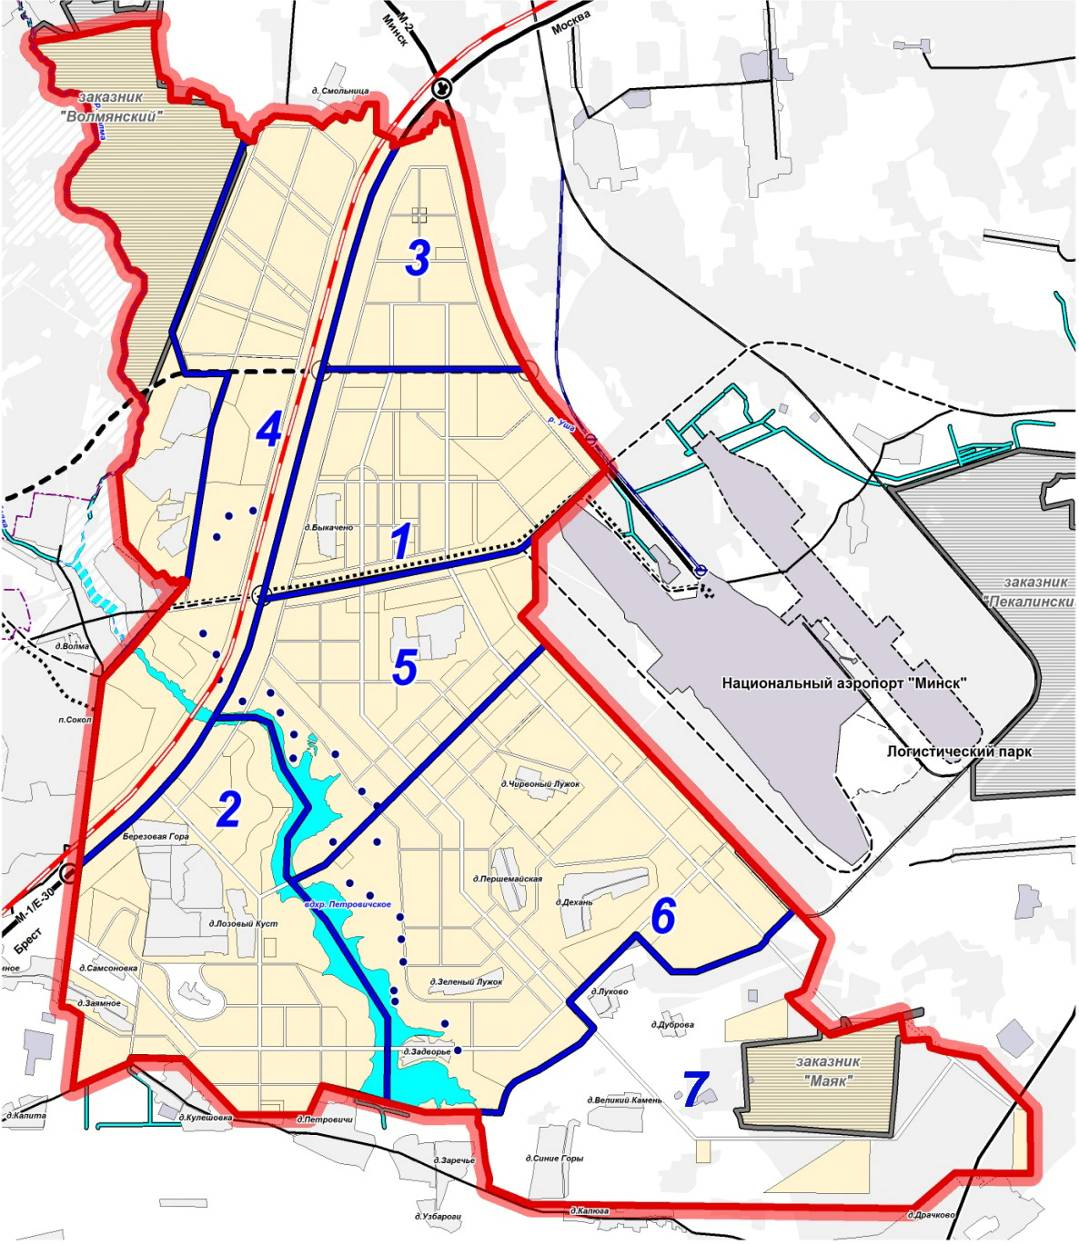 М-2
Минск
Москва
д. Смольница
заказник
"Волмянский"
3
4
р. Уша
д.Быкачено
1
заказник
"Пекалински
д.Волма
5
Национальный аэропорт "Минск"
п.Сокол
Логистический парк
д.Чирвоный Лужок
2
Березовая Гора
д.Першемайская
М-1/Е-30
Брест
вдхр. Петровичское
д.Дехань
6
д.Лозовый Куст
д.Самсоновка
д.Зеленый Лужок
д.Луково
д.Заямное
д.Дуброва
д.Задворье
заказник
"Маяк"
7
д.Великий Камень
д.Калита
д.Кулешовка
д.Петровичи
д.Заречье
д.Синие Горы
д.Узбароги
д.Калюга
д.Драчково